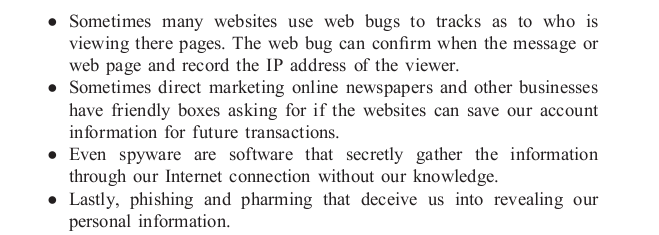 ● Sometimes many websites use web bugs to tracks as to who is
viewing there pages. The web bug can confirm when the message or
web page and record the IP address of the viewer.
● Sometimes direct marketing online newspapers and other businesses
have friendly boxes asking for if the websites can save our account
information for future transactions.
● Even spyware are software that secretly gather the information
through our Internet connection without our knowledge.
● Lastly, phishing and pharming that deceive us into revealing our
personal information.